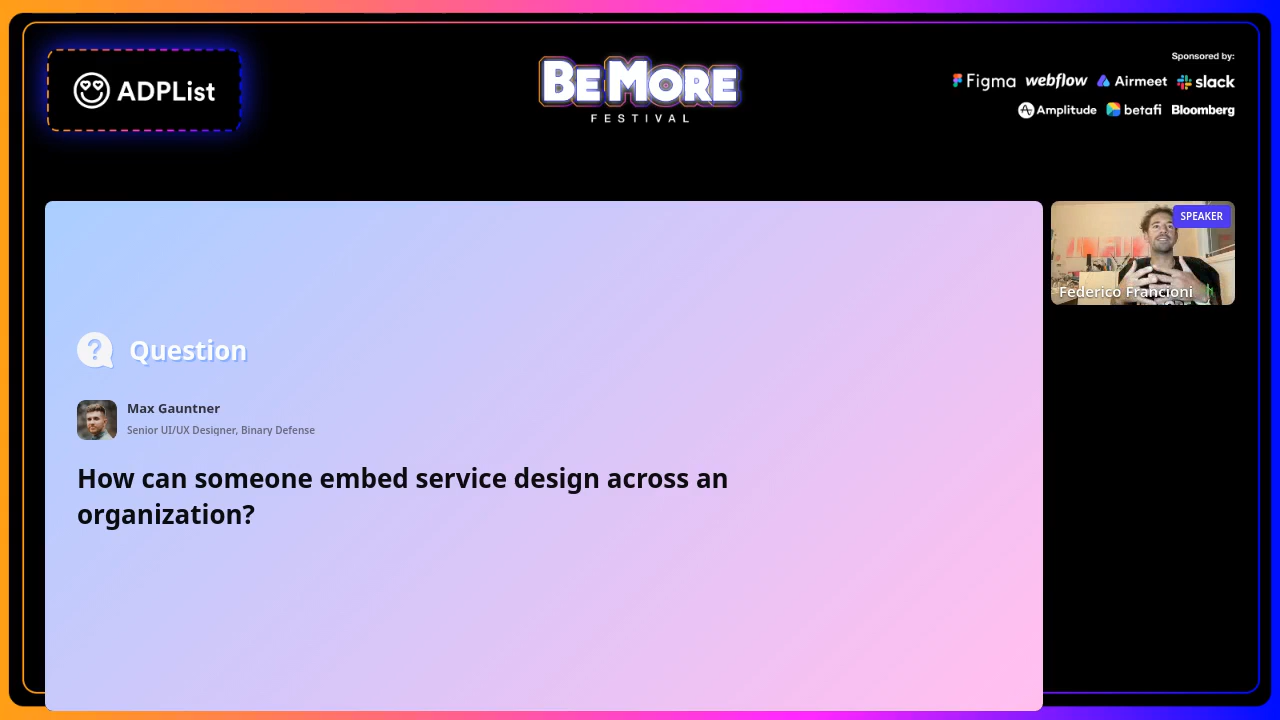 ADPList
BE MORE
FESTIVAL
Sponsored by:
Figma webflow Airmeet slack
Amplitude betafi Bloomberg
SPEAKER
Federico Francioni
Question
Max Gauntner
Senior UI/UX Designer, Binary Defense
How can someone embed service design across an
organization?